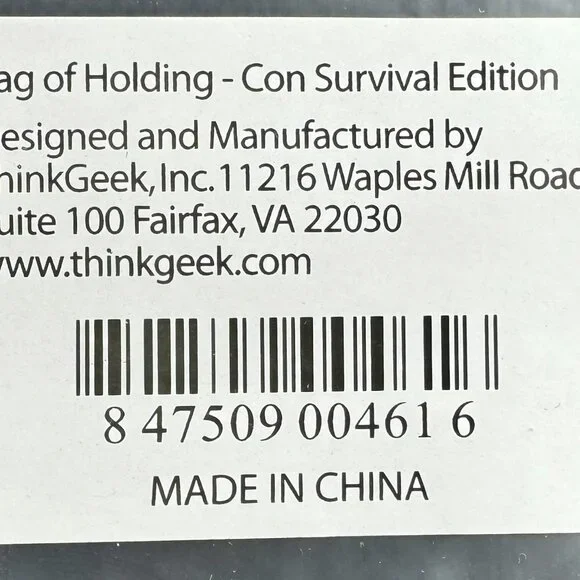 ag of Holding - Con Survival Edition
esigned and Manufactured by
hinkGeek, Inc. 11216 Waples Mill Road
uite 100 Fairfax, VA 22030
www.thinkgeek.com
8 47509 00461 6
MADE IN CHINA